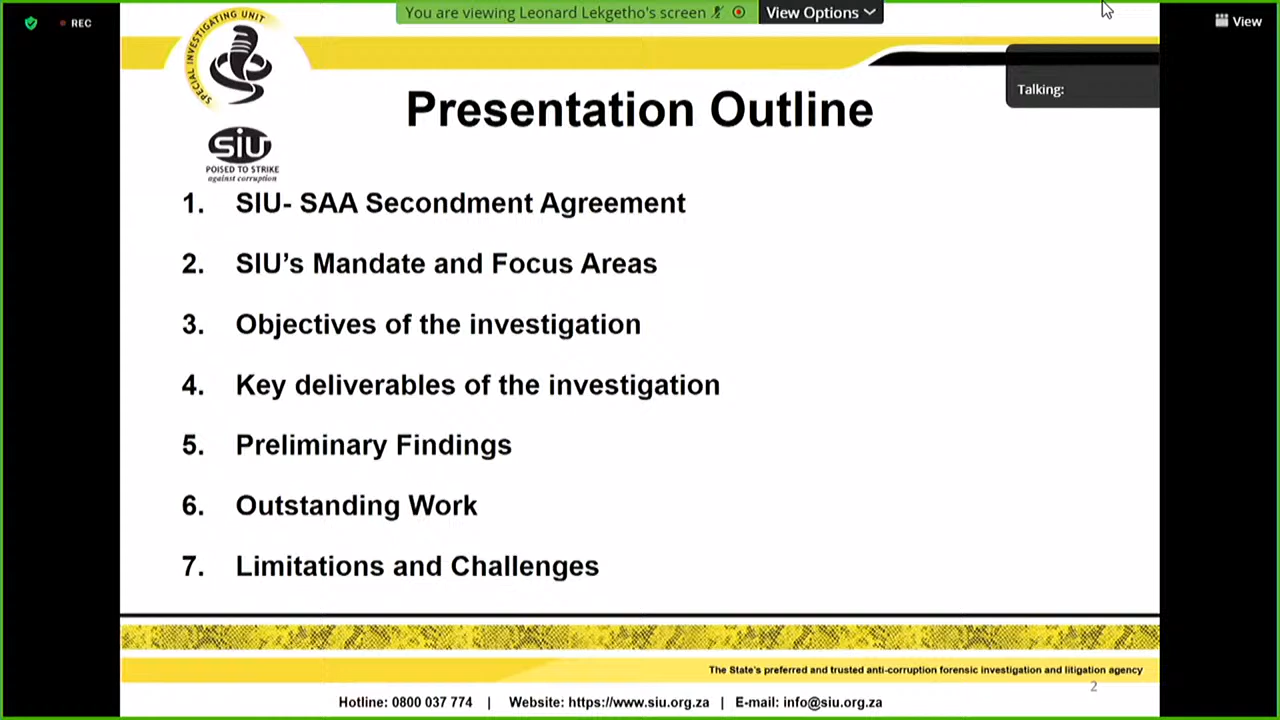 You are viewing Leonard Lekgetho's screen
View Options
REC
View
SPECIAL INVESTIGATING UNIT
Talking:
Presentation Outline
SIU
POISED TO STRIKE
against corruption
1. SIU- SAA Secondment Agreement
2. SIU’s Mandate and Focus Areas
3. Objectives of the investigation
4. Key deliverables of the investigation
5. Preliminary Findings
6. Outstanding Work
7. Limitations and Challenges
The State's preferred and trusted anti-corruption forensic investigation and litigation agency
2
Hotline: 0800 037 774 | Website: https://www.siu.org.za | E-mail: info@siu.org.za